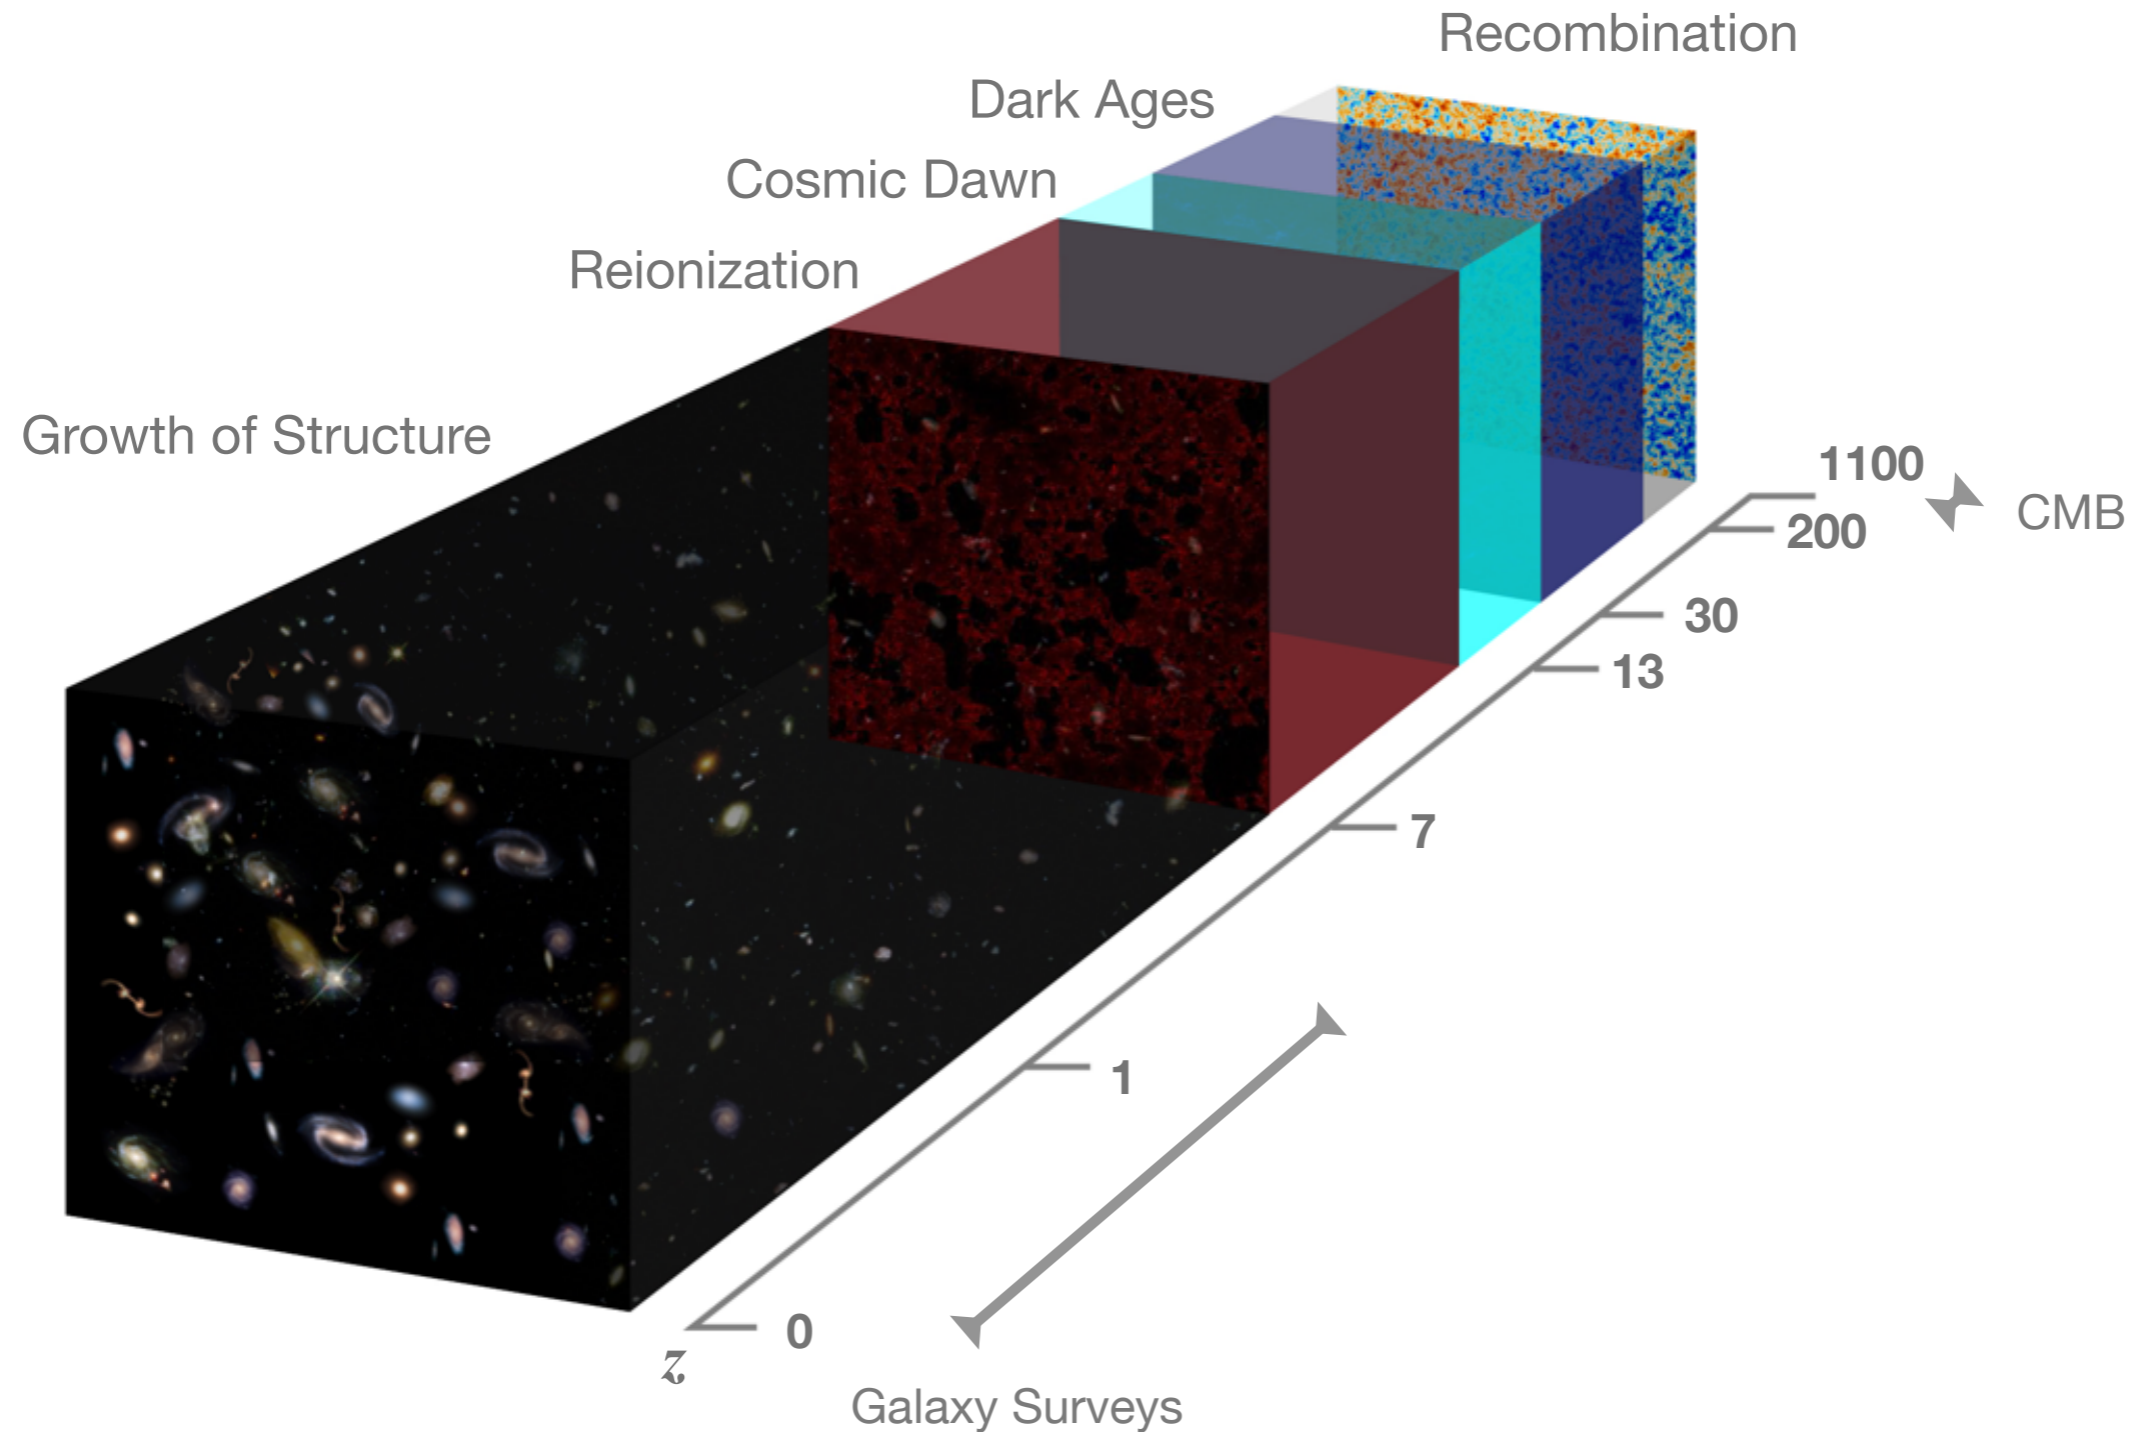 Recombination
Dark Ages
Cosmic Dawn
Reionization
Growth of Structure
1100
CMB
200
30
13
7
1
0
z
Galaxy Surveys